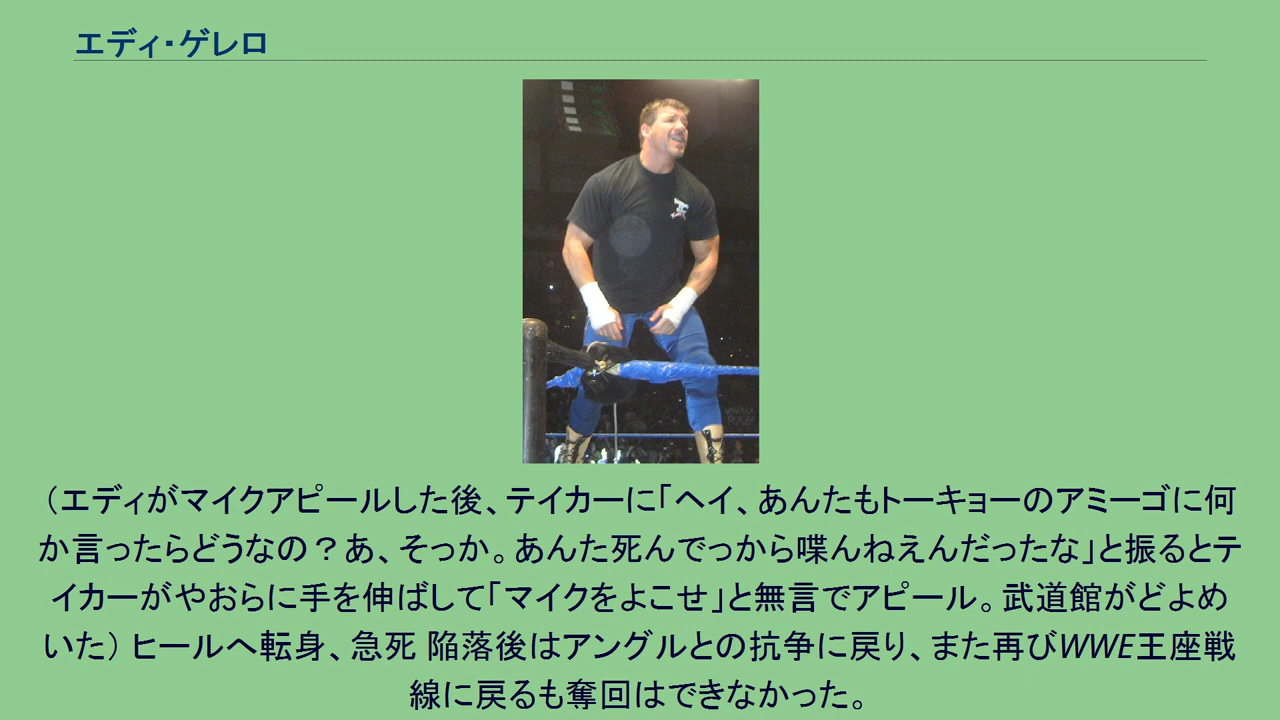 エディ・ゲレロ
（エディがマイクアピールした後、テイカーに「ヘイ、あんたもトーキョーのアミーゴに何
か言ったらどうなの？あ、そっか。あんた死んでっから喋んねえんだったな」と振るとテ
イカーがやおらに手を伸ばして「マイクをよこせ」と無言でアピール。武道館がどよめ
いた） ヒールへ転身、急死 陥落後はアングルとの抗争に戻り、また再びWWE王座戦
線に戻るも奪回はできなかった。